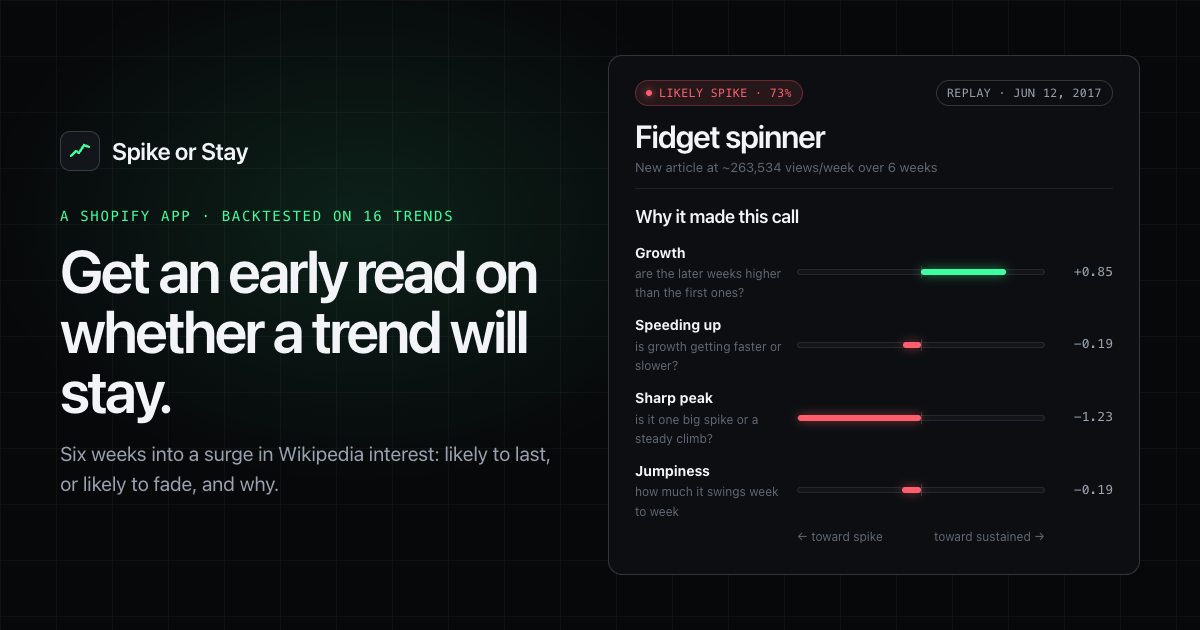 Spike or Stay
A SHOPIFY APP · BACKTESTED ON 16 TRENDS
Get an early read on
whether a trend will
stay.
Six weeks into a surge in Wikipedia interest: likely to last,
or likely to fade, and why.
LIKELY SPIKE · 73%
REPLAY · JUN 12, 2017
Fidget spinner
New article at ~263,534 views/week over 6 weeks
Why it made this call
Growth
are the later weeks higher
than the first ones?
+0.85
Speeding up
is growth getting faster or
slower?
−0.19
Sharp peak
is it one big spike or a
steady climb?
−1.23
Jumpiness
how much it swings week
to week
−0.19
← toward spike
toward sustained →